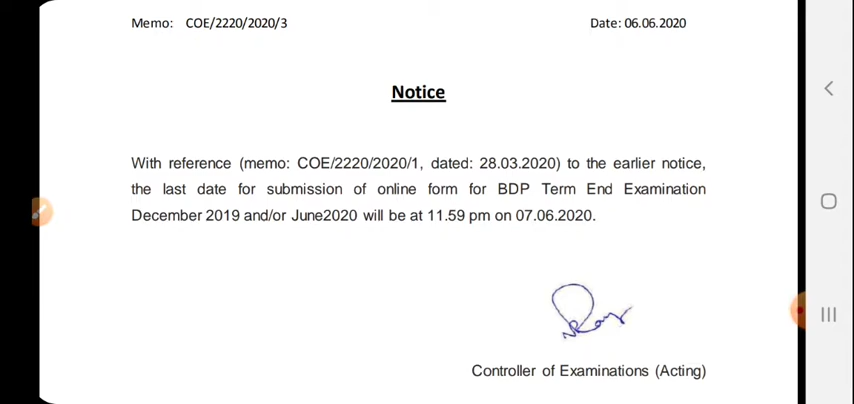 Memo: COE/2220/2020/3 Date: 06.06.2020
Notice
With reference (memo: COE/2220/2020/1, dated: 28.03.2020) to the earlier notice,
the last date for submission of online form for BDP Term End Examination
December 2019 and/or June2020 will be at 11.59 pm on 07.06.2020.
Controller of Examinations (Acting)